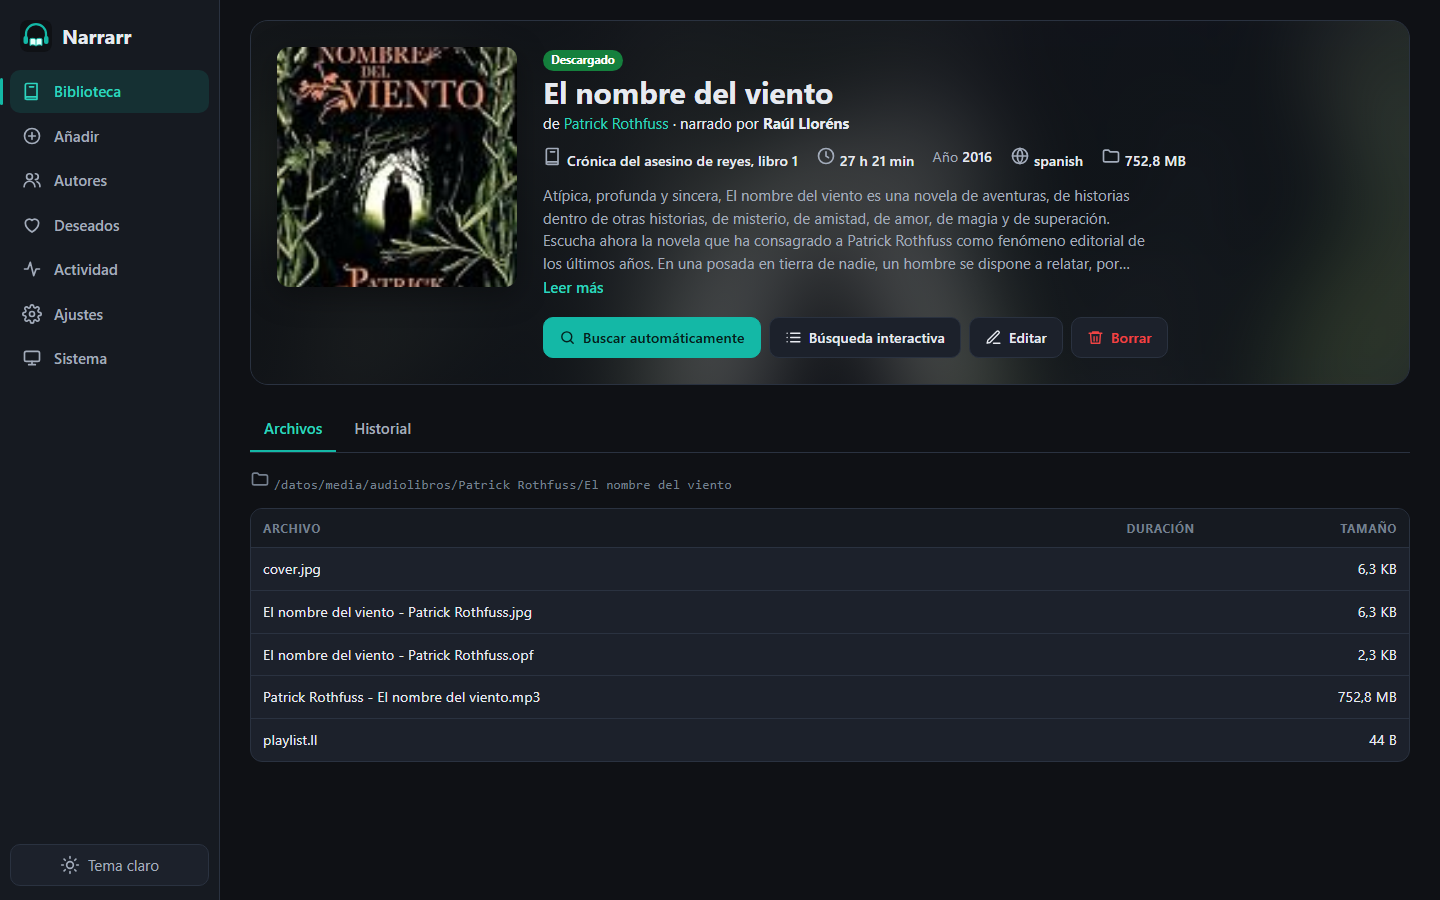 Narrarr
Biblioteca
Añadir
Autores
Deseados
Actividad
Ajustes
Sistema
Tema claro
NOMBRE
DEL
VIENTO
PATRICK
Descargado
El nombre del viento
de Patrick Rothfuss · narrado por Raúl Lloréns
Crónica del asesino de reyes, libro 1 27 h 21 min Año 2016 spanish 752,8 MB
Atípica, profunda y sincera, El nombre del viento es una novela de aventuras, de historias
dentro de otras historias, de misterio, de amistad, de amor, de magia y de superación.
Escucha ahora la novela que ha consagrado a Patrick Rothfuss como fenómeno editorial de
los últimos años. En una posada en tierra de nadie, un hombre se dispone a relatar, por...
Leer más
Buscar automáticamente Búsqueda interactiva Editar Borrar
Archivos Historial
/datos/media/audiolibros/Patrick Rothfuss/El nombre del viento
ARCHIVO DURACIÓN TAMAÑO
cover.jpg 6,3 KB
El nombre del viento - Patrick Rothfuss.jpg 6,3 KB
El nombre del viento - Patrick Rothfuss.opf 2,3 KB
Patrick Rothfuss - El nombre del viento.mp3 752,8 MB
playlist.ll 44 B